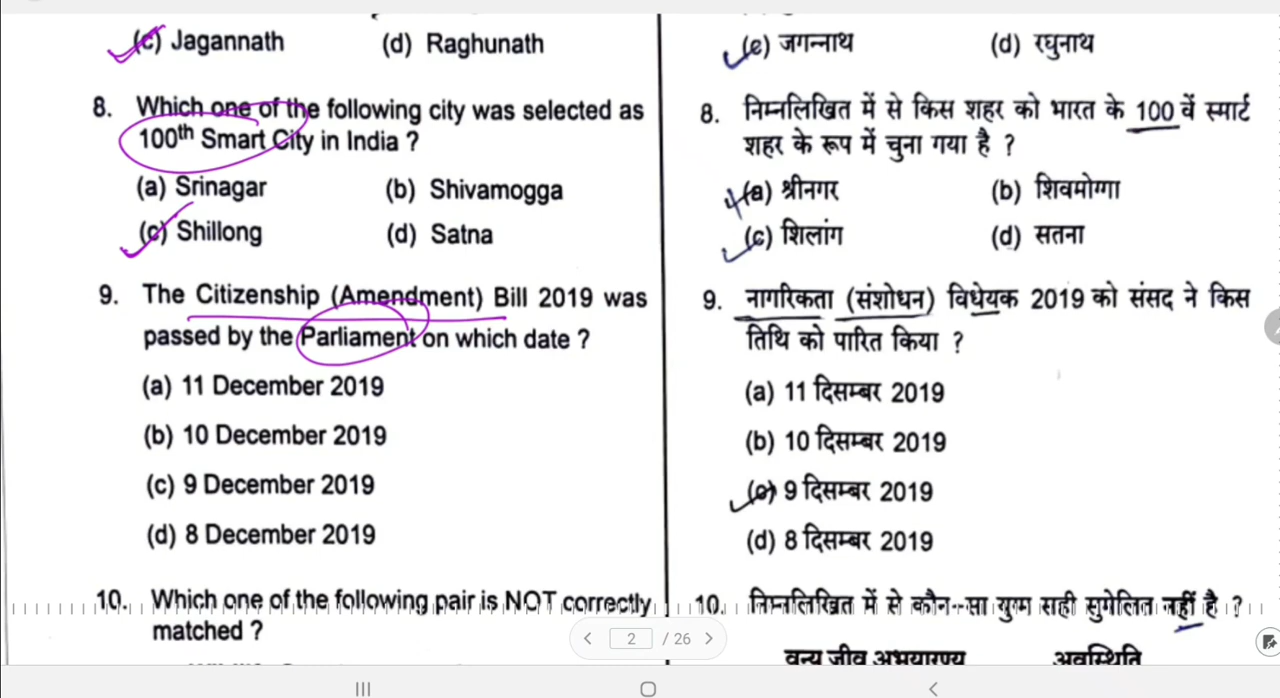 (c) Jagannath
(d) Raghunath
8. Which one of the following city was selected as
100th Smart City in India ?
(a) Srinagar
(b) Shivamogga
(c) Shillong
(d) Satna
9. The Citizenship (Amendment) Bill 2019 was
passed by the Parliament on which date ?
(a) 11 December 2019
(b) 10 December 2019
(c) 9 December 2019
(d) 8 December 2019
10. Which one of the following pair is NOT correctly
matched ?
(c) जगन्नाथ
(d) रघुनाथ
8. निम्नलिखित में से किस शहर को भारत के 100 वें स्मार्ट
शहर के रूप में चुना गया है ?
(a) श्रीनगर
(b) शिवमोग्गा
(c) शिलांग
(d) सतना
9. नागरिकता (संशोधन) विधेयक 2019 को संसद ने किस
तिथि को पारित किया ?
(a) 11 दिसम्बर 2019
(b) 10 दिसम्बर 2019
(c) 9 दिसम्बर 2019
(d) 8 दिसम्बर 2019
10. निम्नलिखित में से कौन-सा युग्म सही सुमेलित नहीं है ?
वन्य जीव अभयारण्य
अवस्थिति
2 / 26